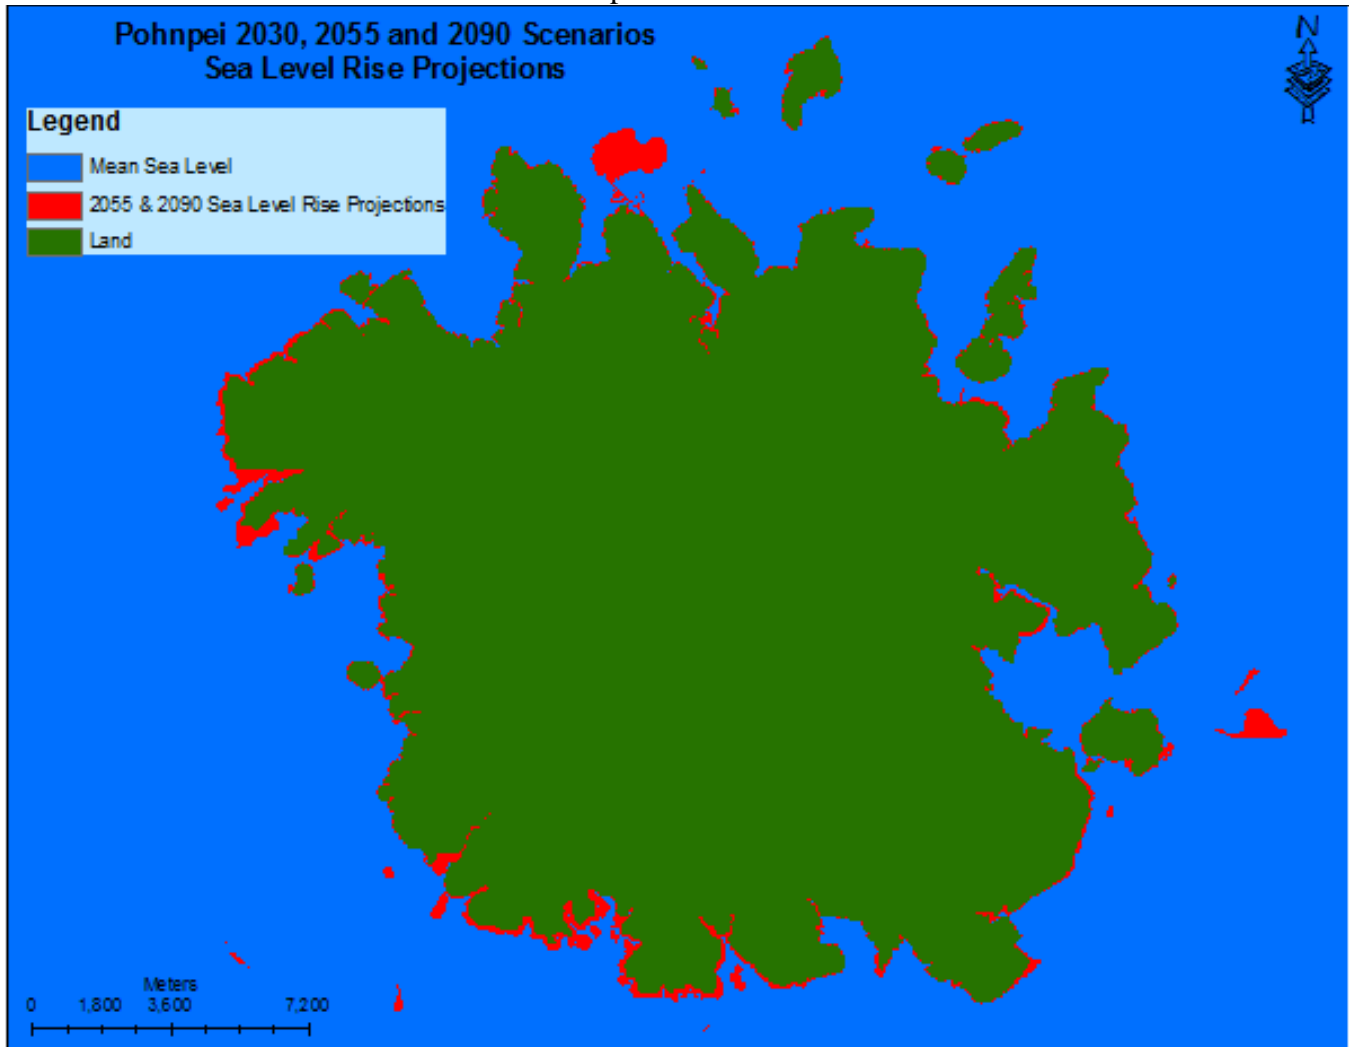 Pohnpei 2030, 2055 and 2090 Scenarios
Sea Level Rise Projections
N
Legend
Mean Sea Level
2055 & 2090 Sea Level Rise Projections
Land
Meters
0 1,800 3,600 7,200